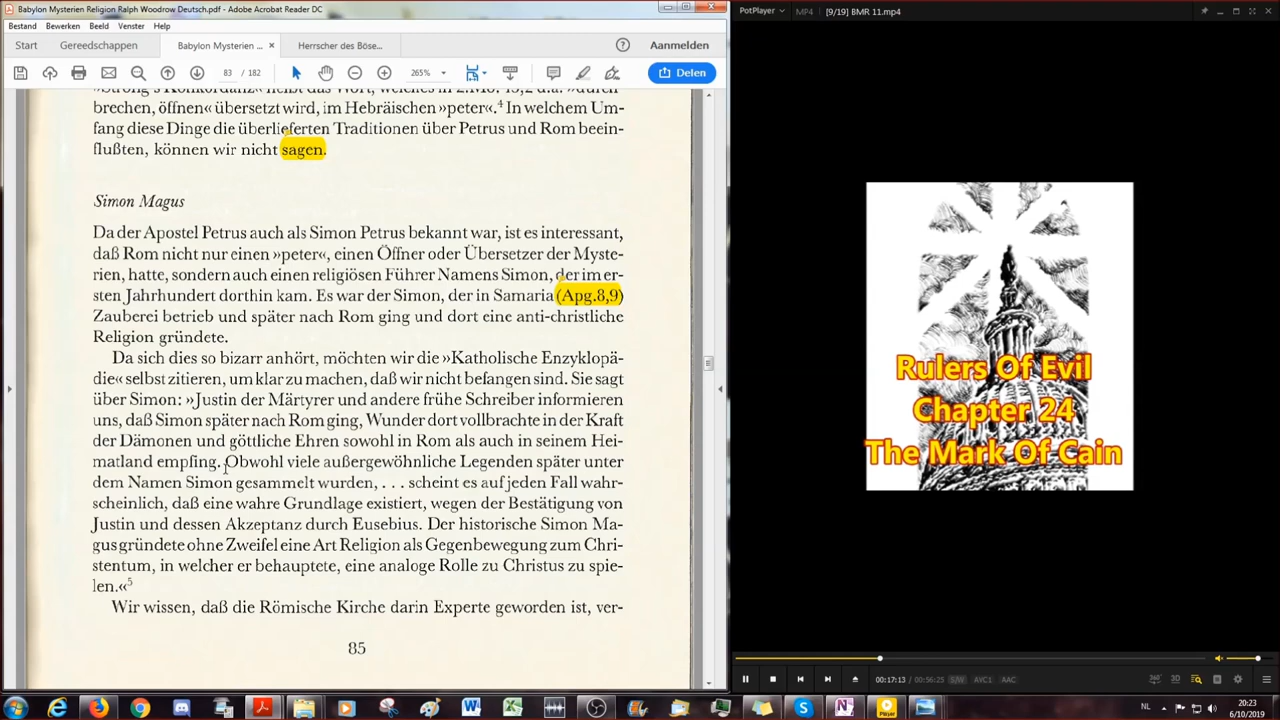 Babylon Mysterien Religion Ralph Woodrow Deutsch.pdf - Adobe Acrobat Reader DC
Bestand Bewerken Beeld Venster Help
Start Gereedschappen Babylon Mysterien ... × Herrscher des Böse... Aanmelden
83 / 182 265% Delen
brechen, öffnen« übersetzt wird, im Hebräischen »peter«.⁴ In welchem Um-
fang diese Dinge die überlieferten Traditionen über Petrus und Rom beein-
flußten, können wir nicht sagen.
Simon Magus
Da der Apostel Petrus auch als Simon Petrus bekannt war, ist es interessant,
daß Rom nicht nur einen »peter«, einen Öffner oder Übersetzer der Myste-
rien, hatte, sondern auch einen religiösen Führer Namens Simon, der im er-
sten Jahrhundert dorthin kam. Es war der Simon, der in Samaria (Apg.8,9)
Zauberei betrieb und später nach Rom ging und dort eine anti-christliche
Religion gründete.
Da sich dies so bizarr anhört, möchten wir die »Katholische Enzyklopä-
die« selbst zitieren, um klar zu machen, daß wir nicht befangen sind. Sie sagt
über Simon: »Justin der Märtyrer und andere frühe Schreiber informieren
uns, daß Simon später nach Rom ging, Wunder dort vollbrachte in der Kraft
der Dämonen und göttliche Ehren sowohl in Rom als auch in seinem Hei-
matland empfing. Obwohl viele außergewöhnliche Legenden später unter
dem Namen Simon gesammelt wurden, . . . scheint es auf jeden Fall wahr-
scheinlich, daß eine wahre Grundlage existiert, wegen der Bestätigung von
Justin und dessen Akzeptanz durch Eusebius. Der historische Simon Ma-
gus gründete ohne Zweifel eine Art Religion als Gegenbewegung zum Chri-
stentum, in welcher er behauptete, eine analoge Rolle zu Christus zu spie-
len.«⁵
Wir wissen, daß die Römische Kirche darin Experte geworden ist, ver-
85
PotPlayer MP4 [9/19] BMR 11.mp4
Rulers Of Evil
Chapter 24
The Mark Of Cain
00:17:13 / 00:56:25 S/W AVC1 AAC
360° 3D
NL 20:23
6/10/2019